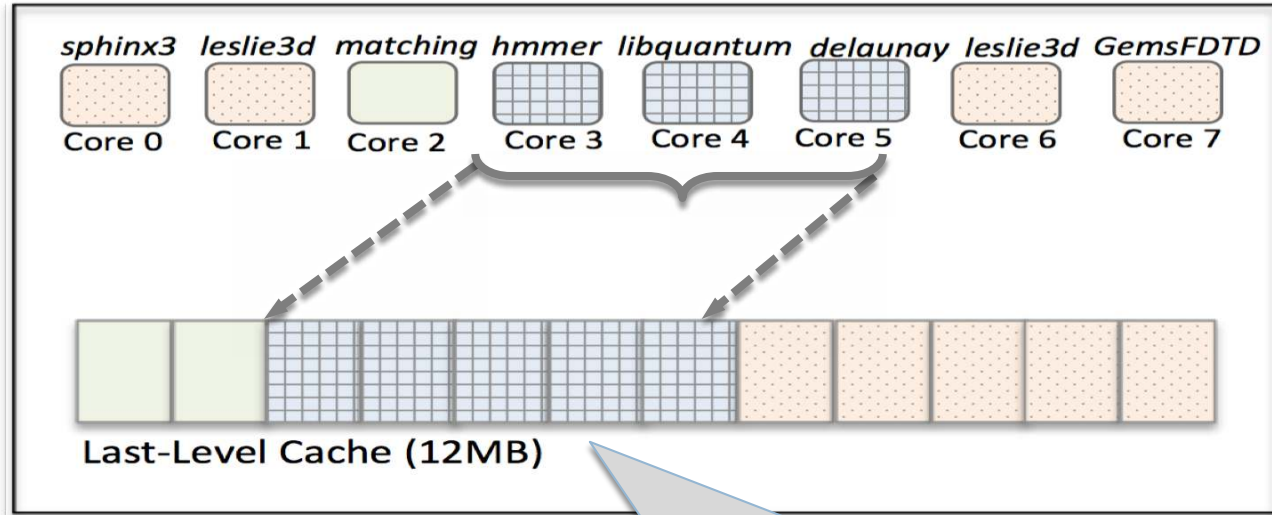 sphinx3 leslie3d matching hmmer libquantum delaunay leslie3d GemsFDTD
Core 0 Core 1 Core 2 Core 3 Core 4 Core 5 Core 6 Core 7
Last-Level Cache (12MB)